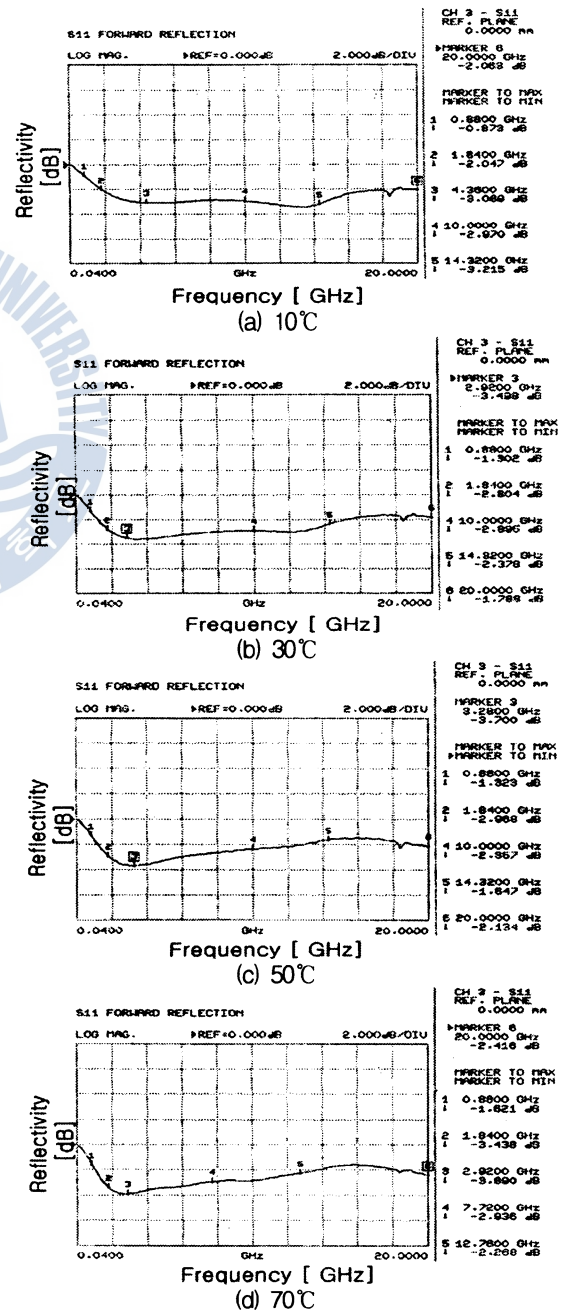 S11 FORWARD REFLECTION
LOG MAG. ▶REF=0.000dB 2.000dB/DIV
Reflectivity
[dB]
0.0400 GHz 20.0000
CH 3 - S11
REF. PLANE
0.0000 mm
▶MARKER 6
20.0000 GHz
-2.063 dB
MARKER TO MAX
MARKER TO MIN
1 0.8800 GHz
-0.873 dB
2 1.8400 GHz
-2.047 dB
3 4.3600 GHz
-3.069 dB
4 10.0000 GHz
-2.870 dB
5 14.3200 GHz
-3.215 dB
Frequency [ GHz]
(a) 10℃
S11 FORWARD REFLECTION
LOG MAG. ▶REF=0.000dB 2.000dB/DIV
Reflectivity
[dB]
0.0400 GHz 20.0000
CH 3 - S11
REF. PLANE
0.0000 mm
▶MARKER 3
2.9200 GHz
-3.498 dB
MARKER TO MAX
MARKER TO MIN
1 0.8800 GHz
-1.302 dB
2 1.8400 GHz
-2.804 dB
4 10.0000 GHz
-2.895 dB
5 14.3200 GHz
-2.378 dB
6 20.0000 GHz
-1.789 dB
Frequency [ GHz]
(b) 30℃
S11 FORWARD REFLECTION
LOG MAG. ▶REF=0.000dB 2.000dB/DIV
Reflectivity
[dB]
0.0400 GHz 20.0000
CH 3 - S11
REF. PLANE
0.0000 mm
MARKER 3
3.2800 GHz
-3.700 dB
MARKER TO MAX
▶MARKER TO MIN
1 0.8800 GHz
-1.323 dB
2 1.8400 GHz
-2.968 dB
4 10.0000 GHz
-2.357 dB
5 14.3200 GHz
-1.647 dB
6 20.0000 GHz
-2.134 dB
Frequency [ GHz]
(c) 50℃
S11 FORWARD REFLECTION
LOG MAG. ▶REF=0.000dB 2.000dB/DIV
Reflectivity
[dB]
0.0400 GHz 20.0000
CH 3 - S11
REF. PLANE
0.0000 mm
▶MARKER 6
20.0000 GHz
-2.416 dB
MARKER TO MAX
MARKER TO MIN
1 0.8800 GHz
-1.621 dB
2 1.8400 GHz
-3.438 dB
3 2.9200 GHz
-3.890 dB
4 7.7200 GHz
-2.936 dB
5 12.7600 GHz
-2.268 dB
Frequency [ GHz]
(d) 70℃